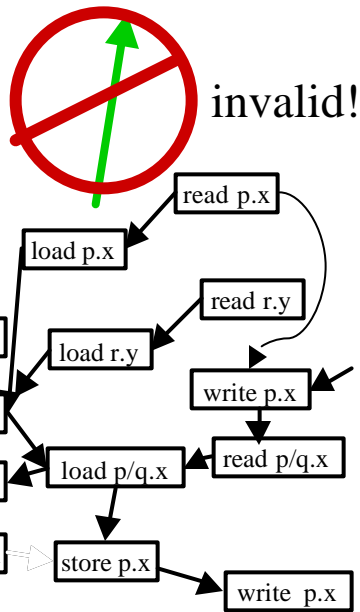 invalid!
read p.x
load p.x
read r.y
load r.y
write p.x
read p/q.x
load p/q.x
store p.x
write p.x